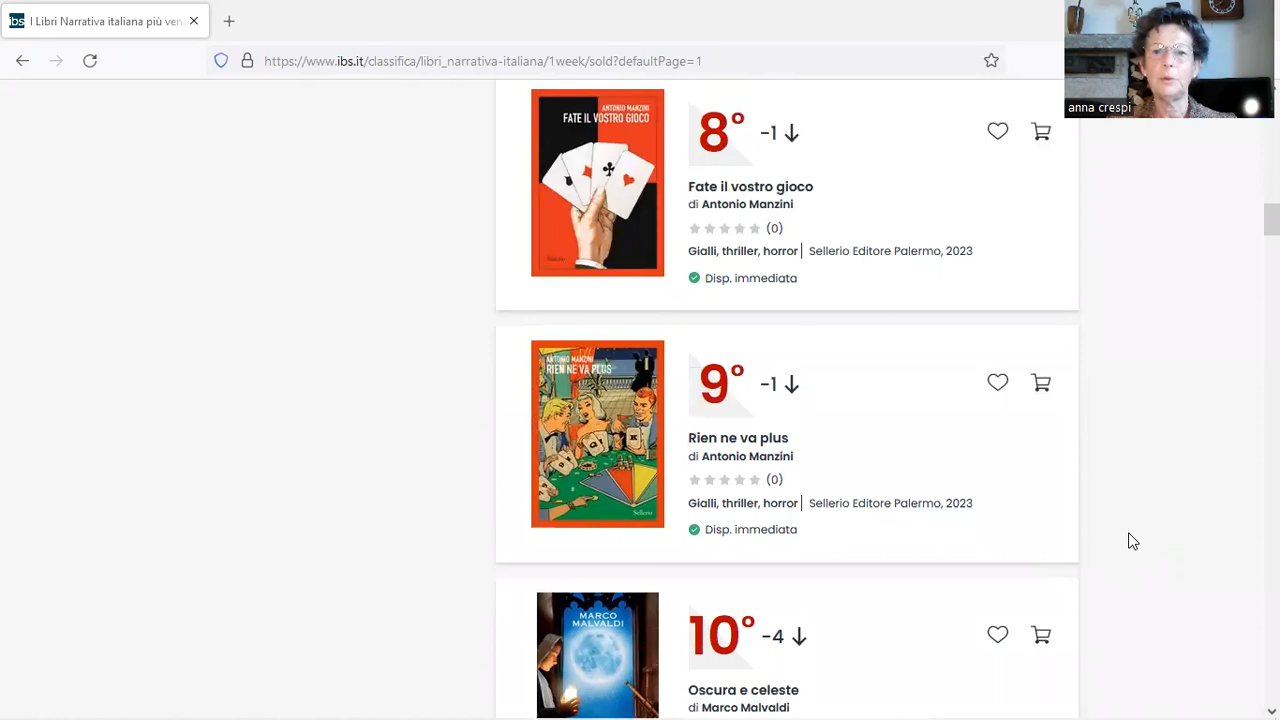 ibs
I Libri Narrativa italiana più ven
https://www.ibs.it/classifica/libri_narrativa-italiana/1week/sold?defaultPage=1
anna crespi
ANTONIO MANZINI
FATE IL VOSTRO GIOCO
8°
-1
Fate il vostro gioco
di Antonio Manzini
(0)
Gialli, thriller, horror | Sellerio Editore Palermo, 2023
Disp. immediata
ANTONIO MANZINI
RIEN NE VA PLUS
Sellerio
9°
-1
Rien ne va plus
di Antonio Manzini
(0)
Gialli, thriller, horror | Sellerio Editore Palermo, 2023
Disp. immediata
MARCO
MALVALDI
10°
-4
Oscura e celeste
di Marco Malvaldi